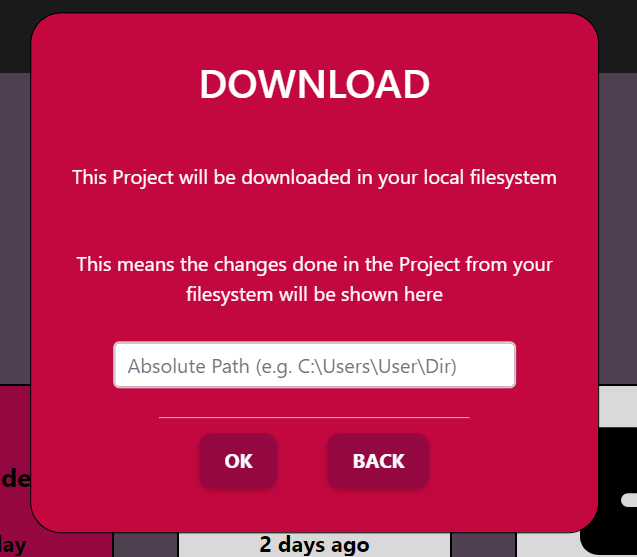 DOWNLOAD
This Project will be downloaded in your local filesystem
This means the changes done in the Project from your
filesystem will be shown here
Absolute Path (e.g. C:\Users\User\Dir)
de
OK
BACK
lay
2 days ago